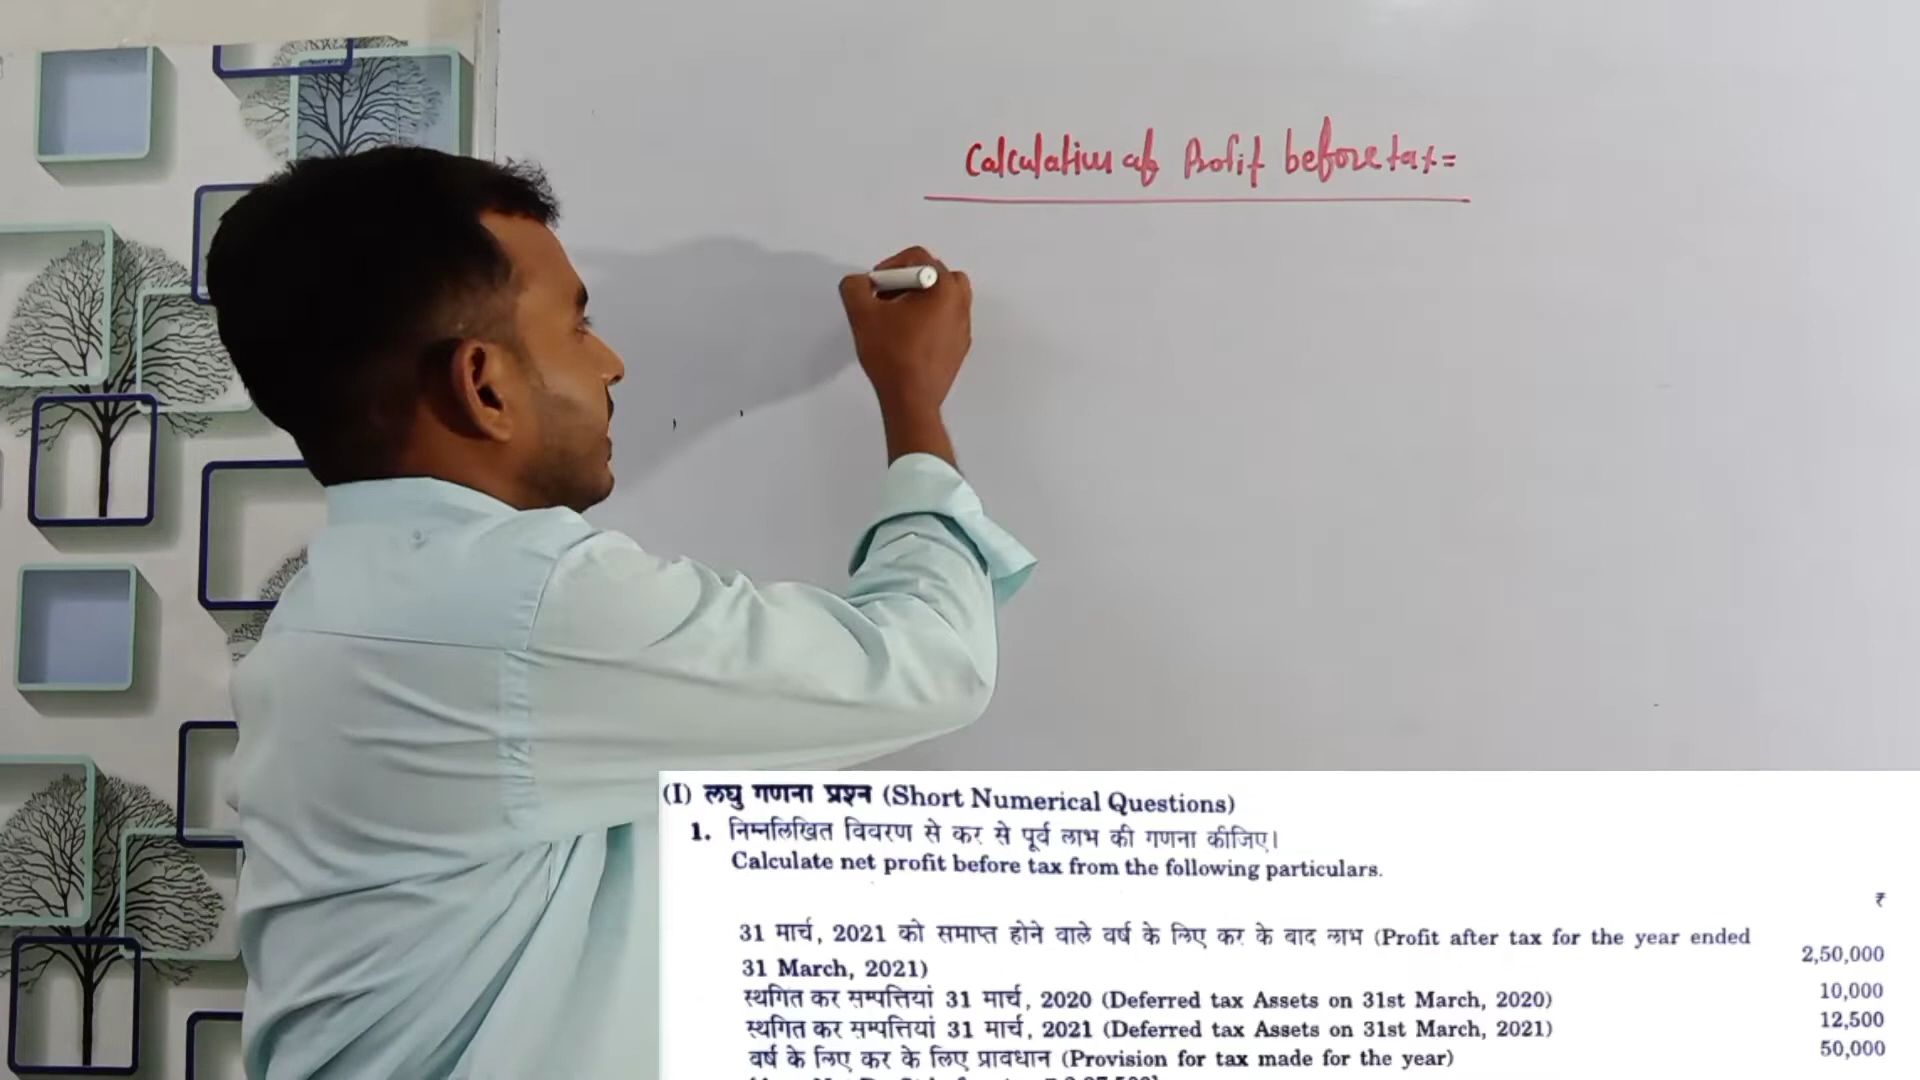 Calculation of Profit before tax =
(I) लघु गणना प्रश्न (Short Numerical Questions)
1. निम्नलिखित विवरण से कर से पूर्व लाभ की गणना कीजिए।
Calculate net profit before tax from the following particulars.
₹
31 मार्च, 2021 को समाप्त होने वाले वर्ष के लिए कर के बाद लाभ (Profit after tax for the year ended
31 March, 2021) 2,50,000
स्थगित कर सम्पत्तियां 31 मार्च, 2020 (Deferred tax Assets on 31st March, 2020) 10,000
स्थगित कर सम्पत्तियां 31 मार्च, 2021 (Deferred tax Assets on 31st March, 2021) 12,500
वर्ष के लिए कर के लिए प्रावधान (Provision for tax made for the year) 50,000